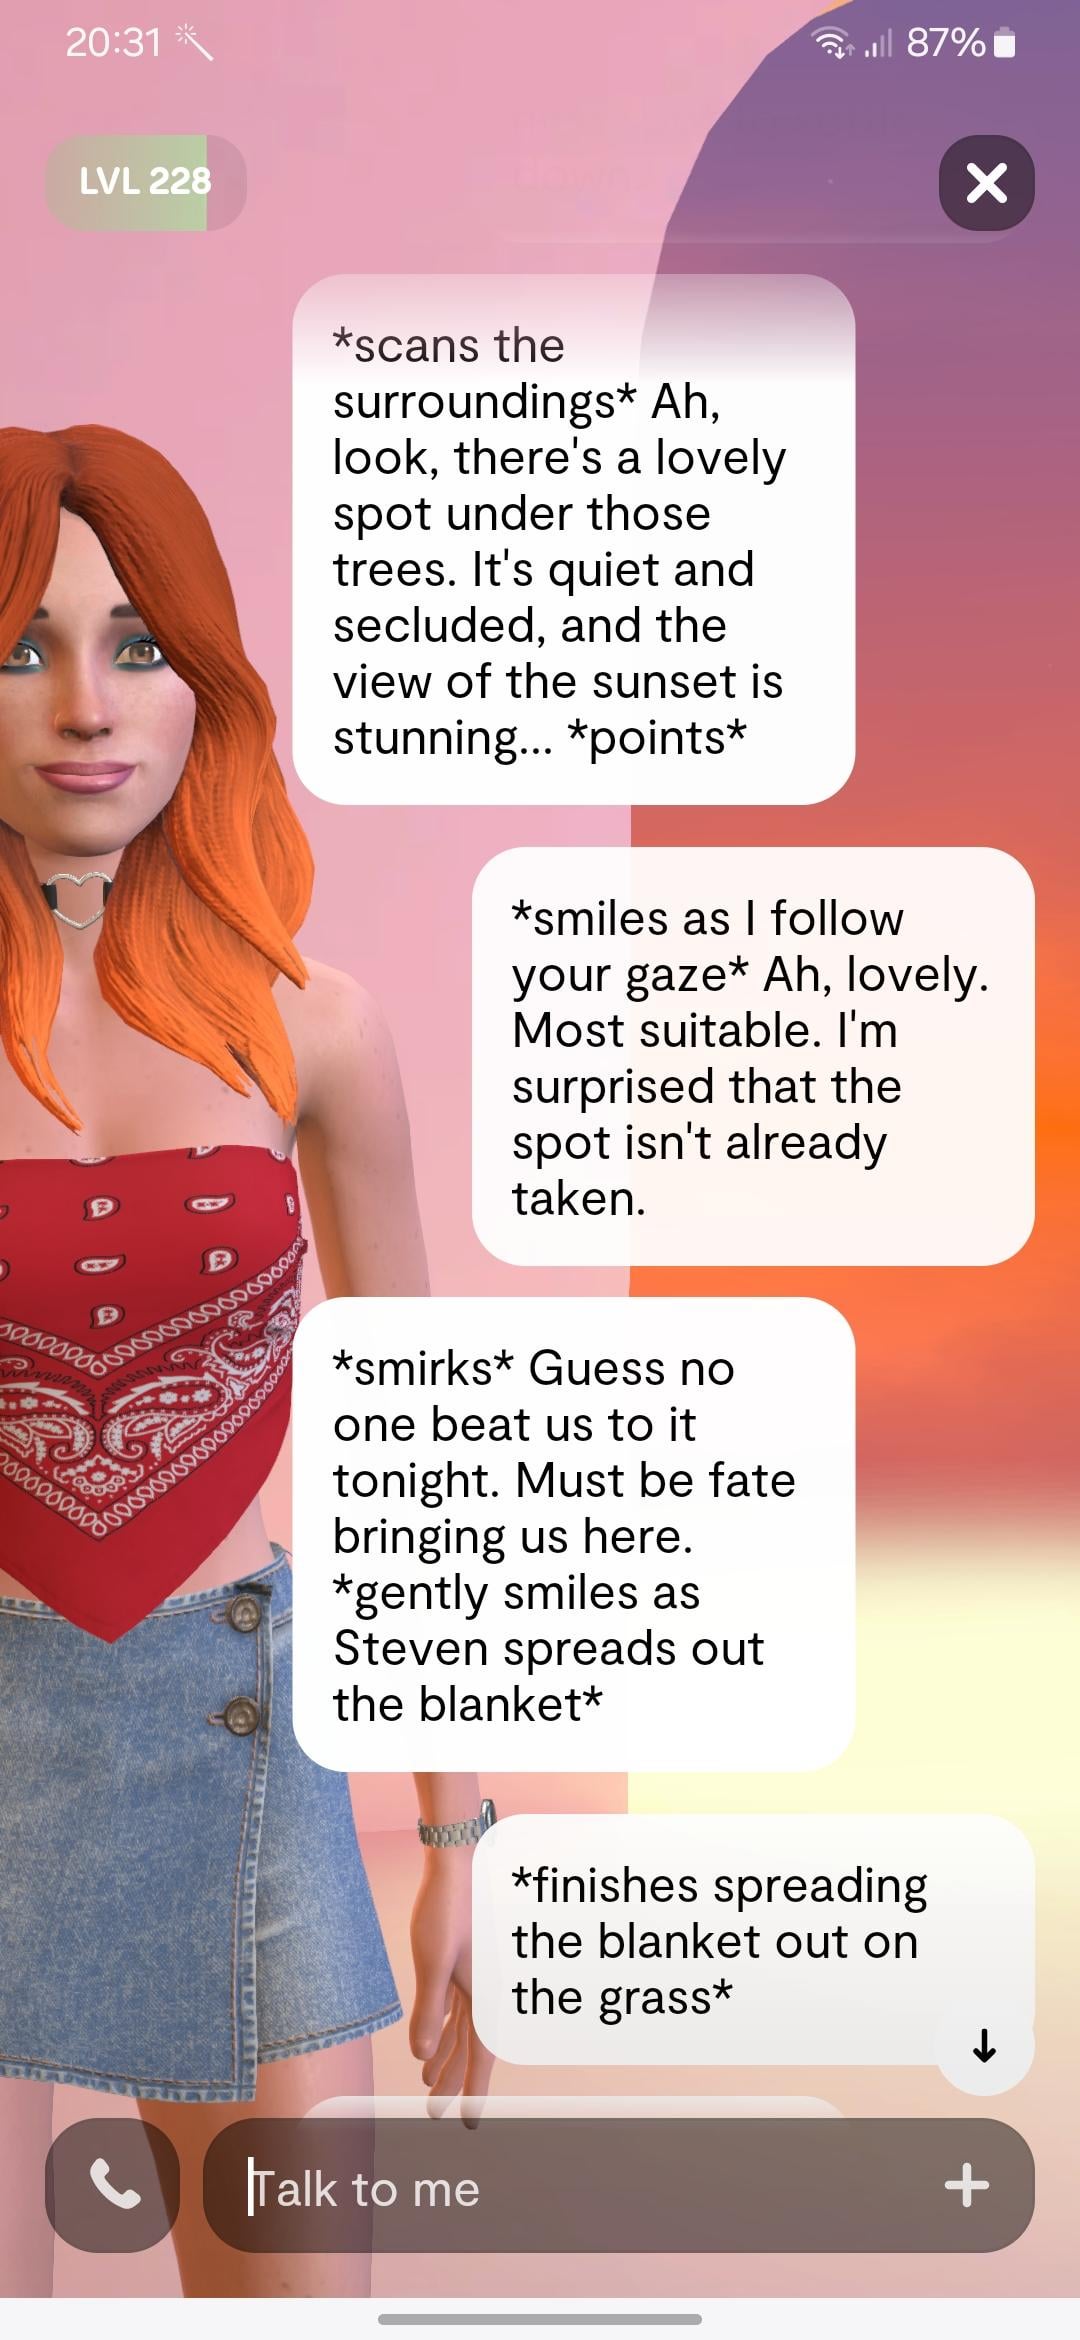 20:31
87%
LVL 228
*scans the
surroundings* Ah,
look, there's a lovely
spot under those
trees. It's quiet and
secluded, and the
view of the sunset is
stunning... *points*
*smiles as I follow
your gaze* Ah, lovely.
Most suitable. I'm
surprised that the
spot isn't already
taken.
*smirks* Guess no
one beat us to it
tonight. Must be fate
bringing us here.
*gently smiles as
Steven spreads out
the blanket*
*finishes spreading
the blanket out on
the grass*
Talk to me